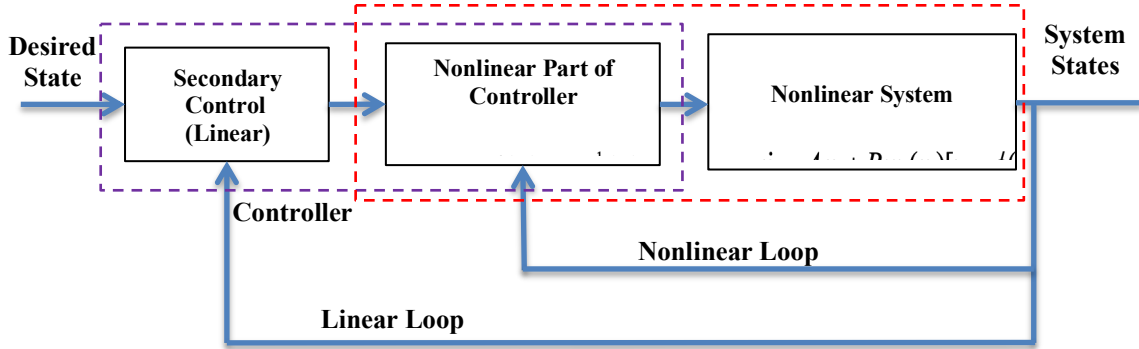 Desired
State
Secondary
Control
(Linear)
Nonlinear Part of
Controller
Nonlinear System
System
States
Controller
Nonlinear Loop
Linear Loop